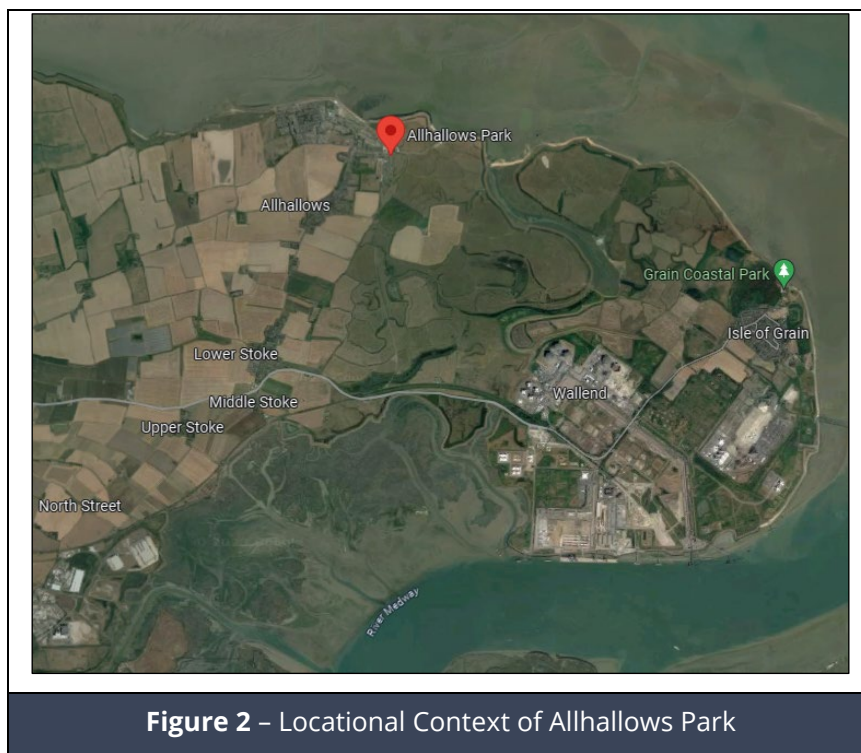 Allhallows Park
Allhallows
Grain Coastal Park
Isle of Grain
Lower Stoke
Wallend
Middle Stoke
Upper Stoke
North Street
River Medway
Figure 2 – Locational Context of Allhallows Park